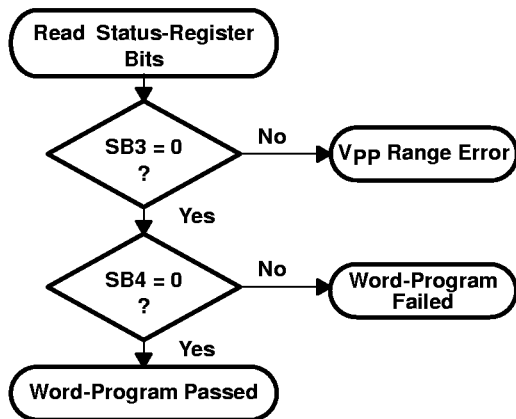 Read Status-Register
Bits
SB3 = 0
?
No
VPP Range Error
Yes
SB4 = 0
?
No
Word-Program
Failed
Yes
Word-Program Passed